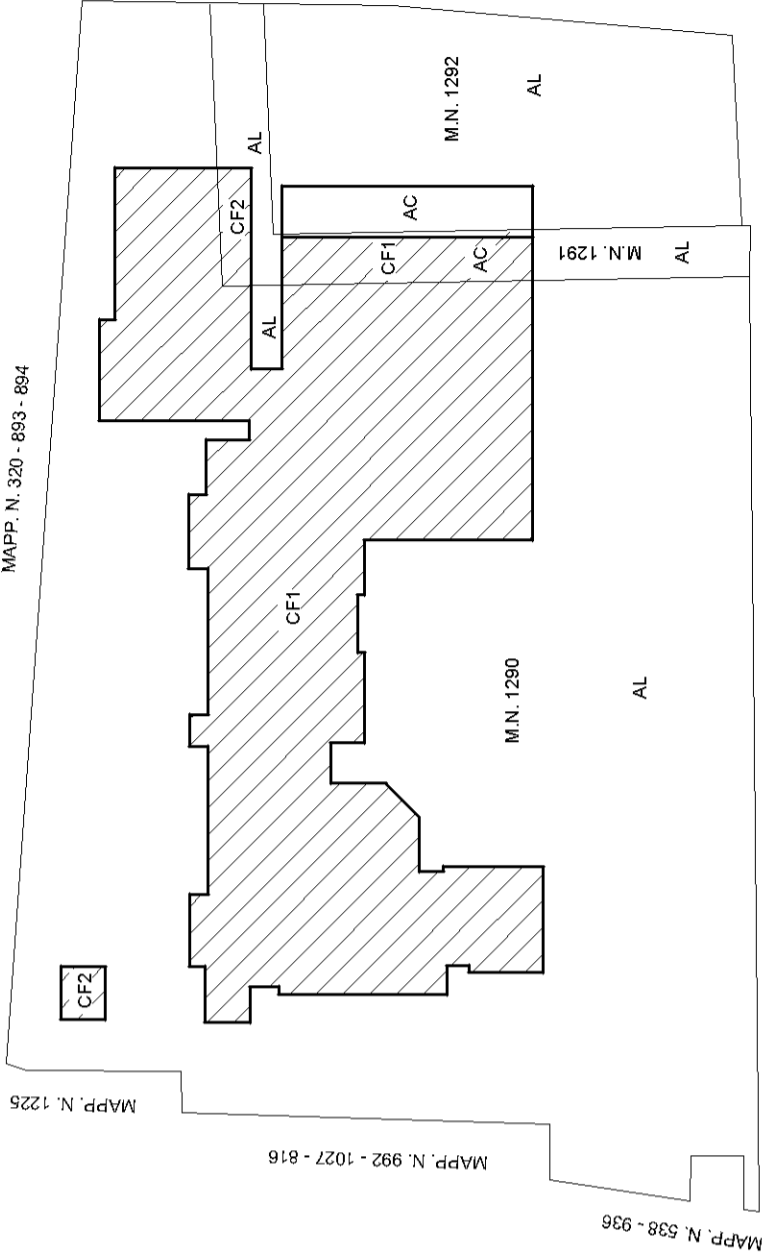 M.N. 1292
AL
AL
CF2
AC
CF1
AC
M.N. 1291
AL
AL
MAPP. N. 320 - 893 - 894
CF1
M.N. 1290
AL
CF2
MAPP. N. 1225
MAPP. N. 992 - 1027 - 816
MAPP. N. 538 - 936